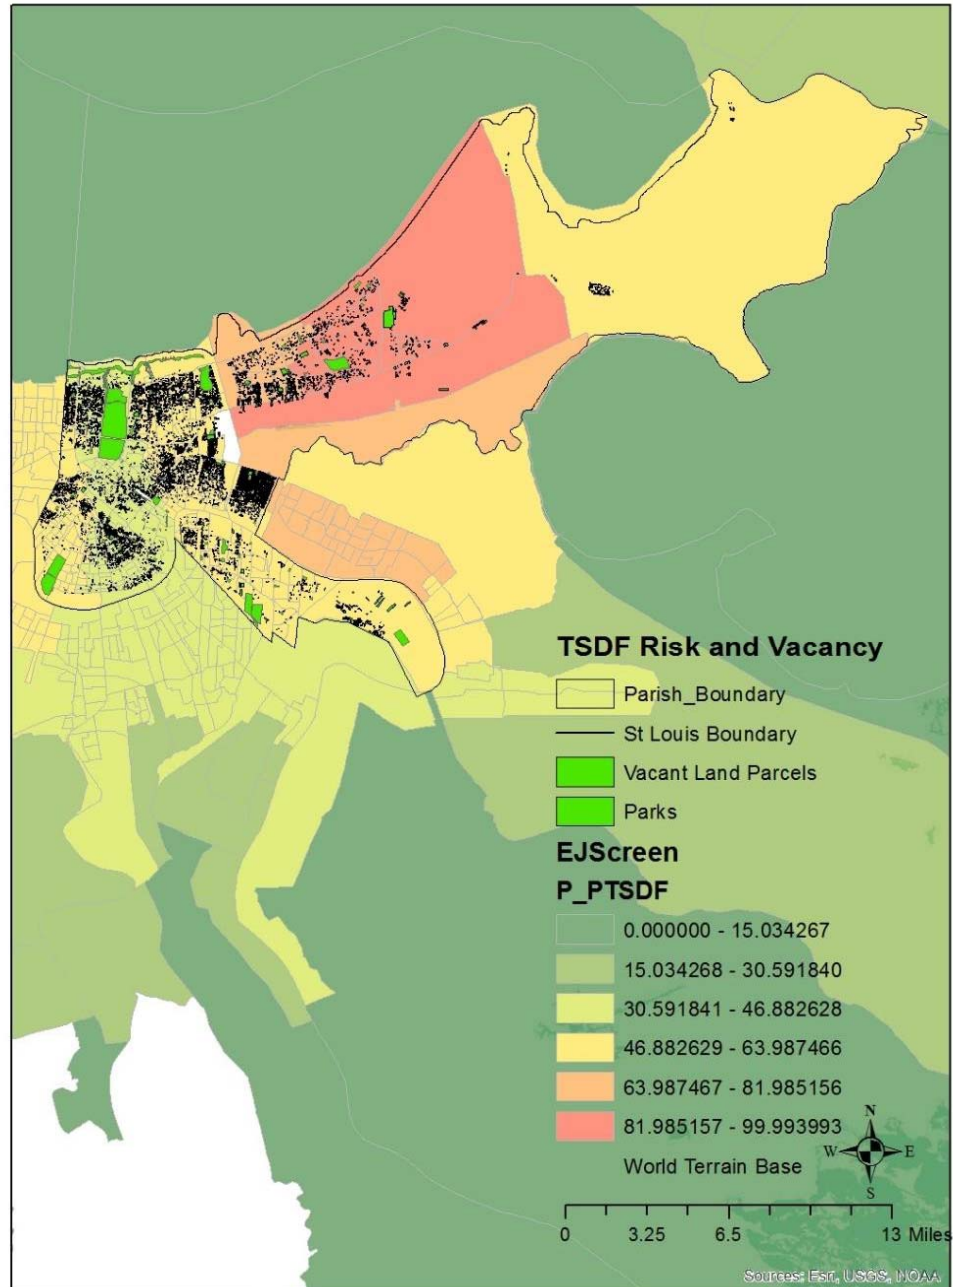 TSDF Risk and Vacancy
Parish_Boundary
St Louis Boundary
Vacant Land Parcels
Parks
EJScreen
P_PTSDF
0.000000 - 15.034267
15.034268 - 30.591840
30.591841 - 46.882628
46.882629 - 63.987466
63.987467 - 81.985156
81.985157 - 99.993993
World Terrain Base
N
W E
S
0 3.25 6.5 13 Miles
Sources: Esri, USGS, NOAA